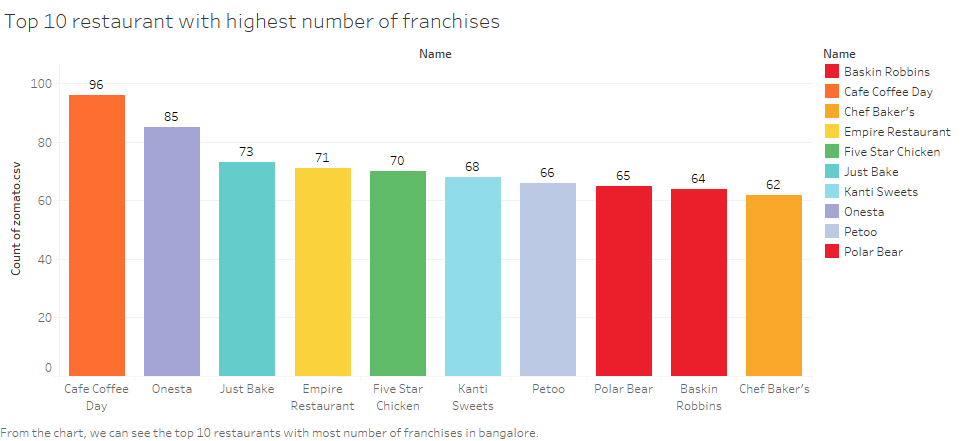 Top 10 restaurant with highest number of franchises
Name
Count of zomato.csv
100
80
60
40
20
0
96
85
73
71
70
68
66
65
64
62
Cafe Coffee
Day
Onesta
Just Bake
Empire
Restaurant
Five Star
Chicken
Kanti
Sweets
Petoo
Polar Bear
Baskin
Robbins
Chef Baker's
Name
Baskin Robbins
Cafe Coffee Day
Chef Baker's
Empire Restaurant
Five Star Chicken
Just Bake
Kanti Sweets
Onesta
Petoo
Polar Bear
From the chart, we can see the top 10 restaurants with most number of franchises in bangalore.